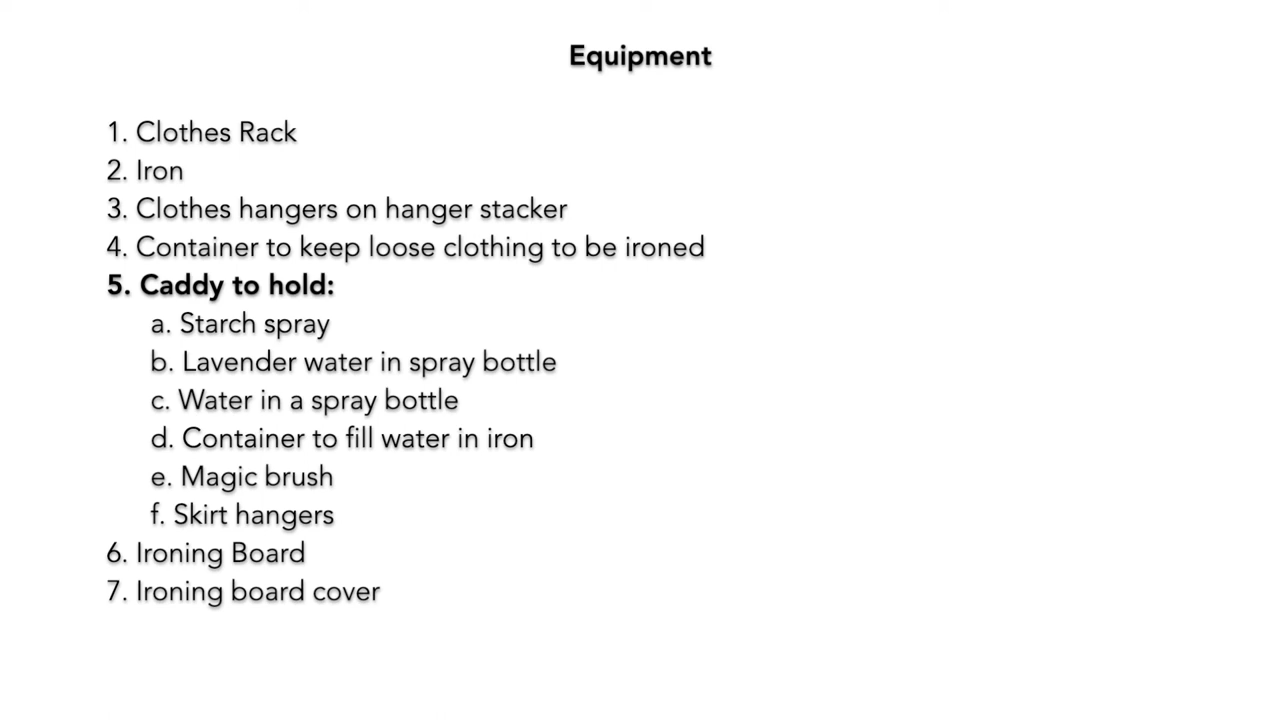 Equipment
1. Clothes Rack
2. Iron
3. Clothes hangers on hanger stacker
4. Container to keep loose clothing to be ironed
5. Caddy to hold:
a. Starch spray
b. Lavender water in spray bottle
c. Water in a spray bottle
d. Container to fill water in iron
e. Magic brush
f. Skirt hangers
6. Ironing Board
7. Ironing board cover